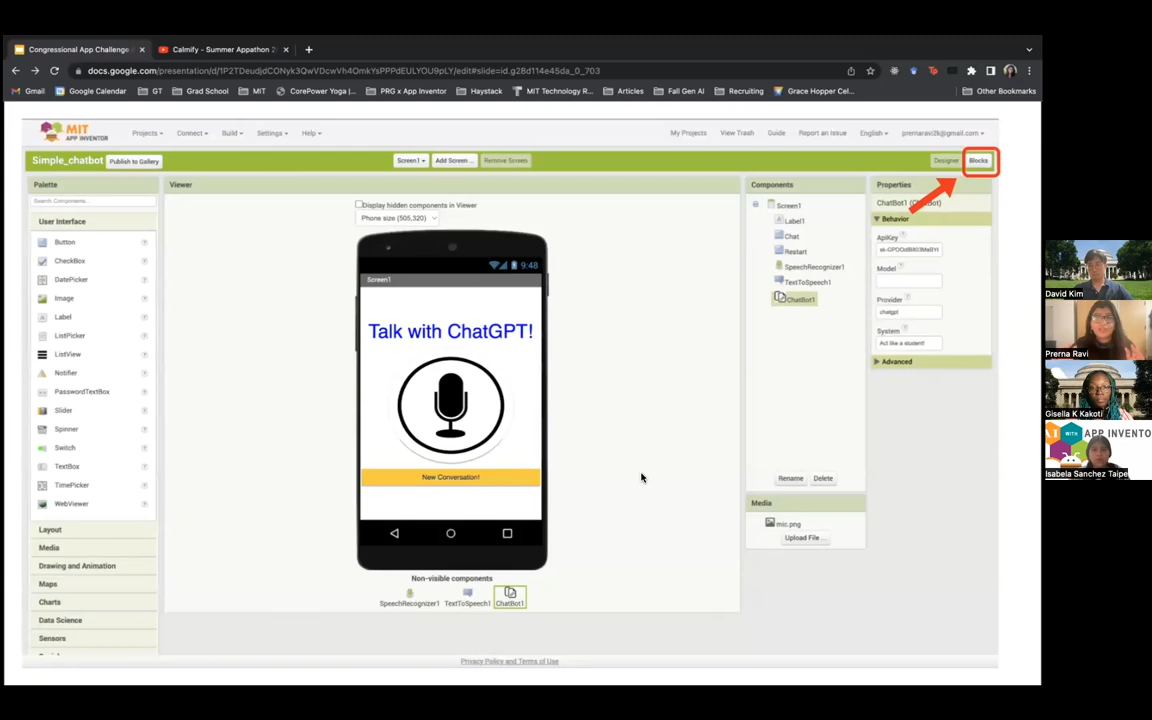 Congressional App Challenge
Calmify - Summer Appathon 2
docs.google.com/presentation/d/1P2TDeudjdCONyk3QwVDcwVh4OmkYsPPPdEULYOU9pLY/edit#slide=id.g28d114e45da_0_703
Gmail
Google Calendar
GT
Grad School
MIT
CorePower Yoga |...
PRG x App Inventor
Haystack
MIT Technology R...
Articles
Fall Gen AI
Recruiting
Grace Hopper Cel...
Other Bookmarks
MIT
APP INVENTOR
Projects
Connect
Build
Settings
Help
My Projects
View Trash
Guide
Report an Issue
English
prernaravi2k@gmail.com
Simple_chatbot
Publish to Gallery
Screen1
Add Screen ...
Remove Screen
Designer
Blocks
Palette
Search Components...
User Interface
Button
CheckBox
DatePicker
Image
Label
ListPicker
ListView
Notifier
PasswordTextBox
Slider
Spinner
Switch
TextBox
TimePicker
WebViewer
Layout
Media
Drawing and Animation
Maps
Charts
Data Science
Sensors
Viewer
Display hidden components in Viewer
Phone size (505,320)
9:48
Screen1
Talk with ChatGPT!
New Conversation!
Non-visible components
SpeechRecognizer1
TextToSpeech1
ChatBot1
Components
Screen1
Label1
Chat
Restart
SpeechRecognizer1
TextToSpeech1
ChatBot1
Rename
Delete
Media
mic.png
Upload File ...
Properties
ChatBot1
Behavior
ApiKey
Model
Provider
chatgpt
System
Act like a student!
Advanced
Privacy Policy and Terms of Use
David Kim
Prerna Ravi
Gisella K Kakoti
WITH APP INVENTO
Isabela Sanchez Taipe